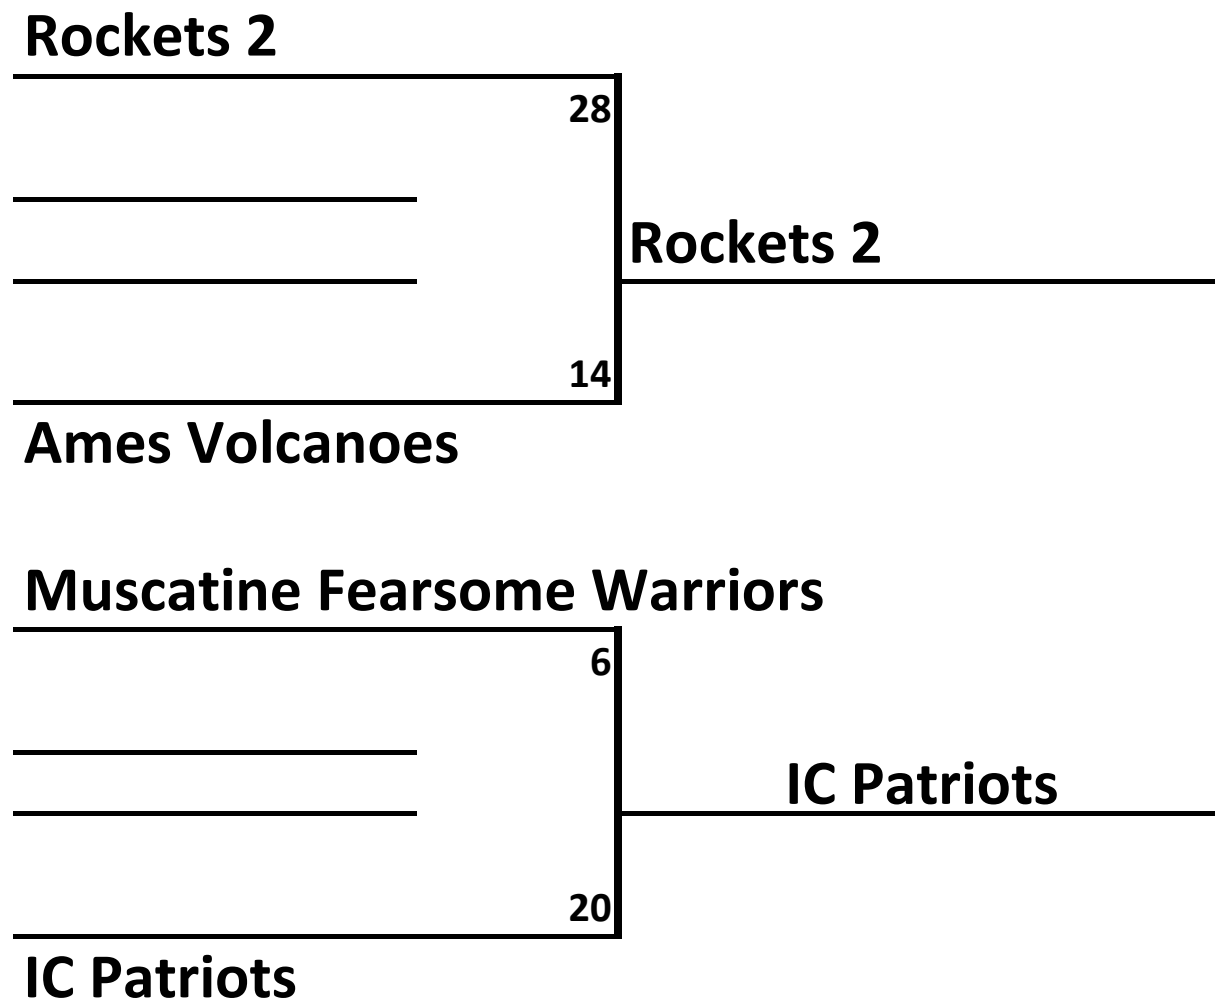 Rockets 2
28
Rockets 2
14
Ames Volcanoes
Muscatine Fearsome Warriors
6
IC Patriots
20
IC Patriots